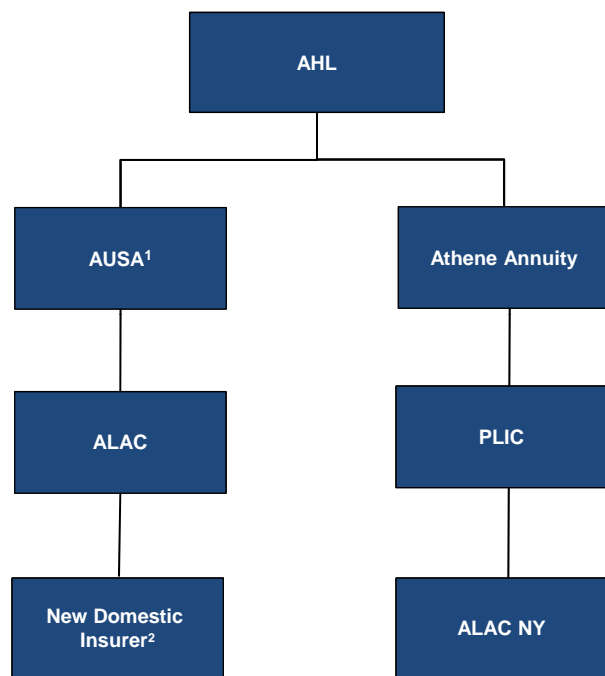 AHL
AUSA¹
Athene Annuity
ALAC
PLIC
New Domestic
Insurer²
ALAC NY